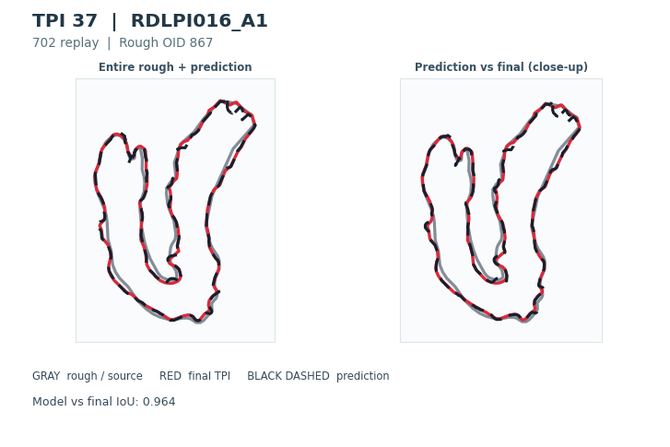 TPI 37 | RDLPI016_A1
702 replay | Rough OID 867
Entire rough + prediction
Prediction vs final (close-up)
GRAY rough / source RED final TPI BLACK DASHED prediction
Model vs final IoU: 0.964